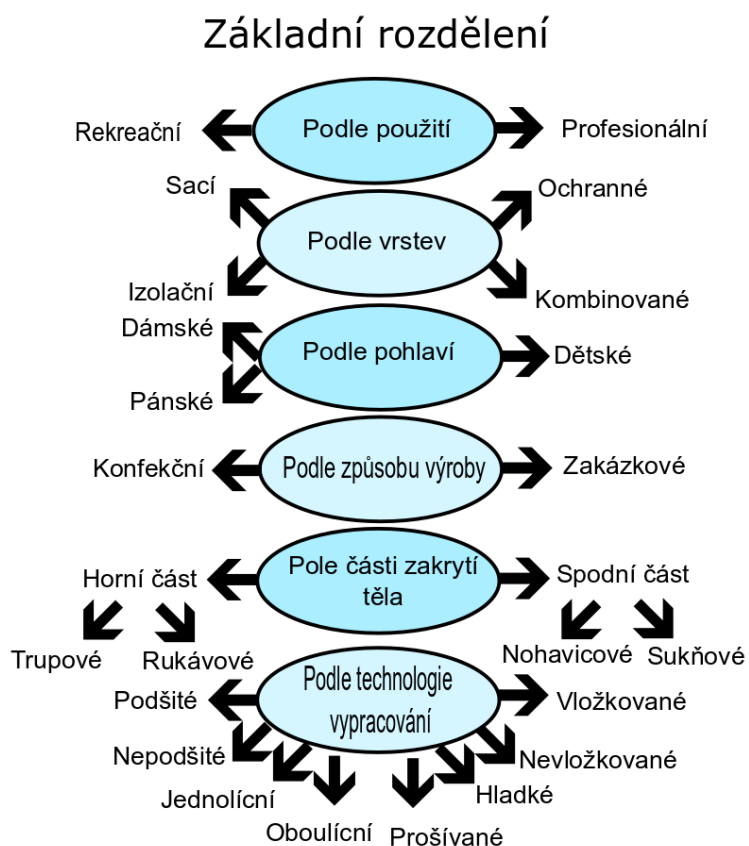 Základní rozdělení
Rekreační
Podle použití
Profesionální
Sací
Ochranné
Podle vrstev
Izolační
Kombinované
Dámské
Podle pohlaví
Dětské
Pánské
Konfekční
Podle způsobu výroby
Zakázkové
Horní část
Pole části zakrytí
těla
Spodní část
Trupové
Rukávové
Nohavicové
Sukňové
Podšité
Podle technologie
vypracování
Vložkované
Nepodšité
Nevložkované
Jednolícní
Hladké
Oboulícní
Prošívané